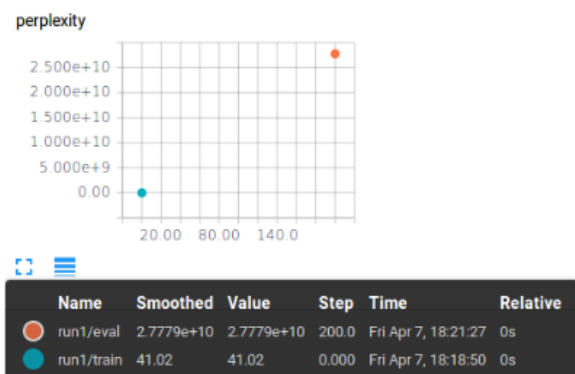 perplexity
2.500e+10
2.000e+10
1.500e+10
1.000e+10
5.000e+9
0.00
20.00 80.00 140.0
Name Smoothed Value Step Time Relative
run1/eval 2.7779e+10 2.7779e+10 200.0 Fri Apr 7, 18:21:27 0s
run1/train 41.02 41.02 0.000 Fri Apr 7, 18:18:50 0s